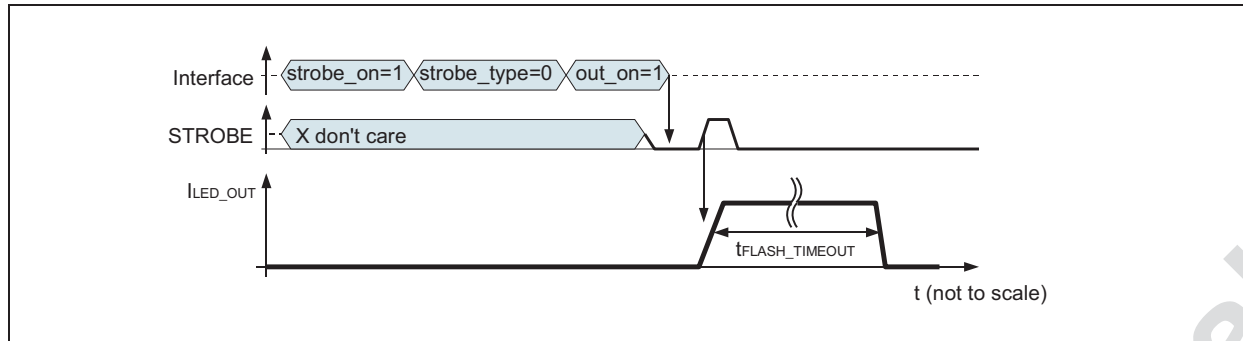 Interface strobe_on=1 strobe_type=0 out_on=1
STROBE X don't care
ILED_OUT
tFLASH_TIMEOUT
t (not to scale)